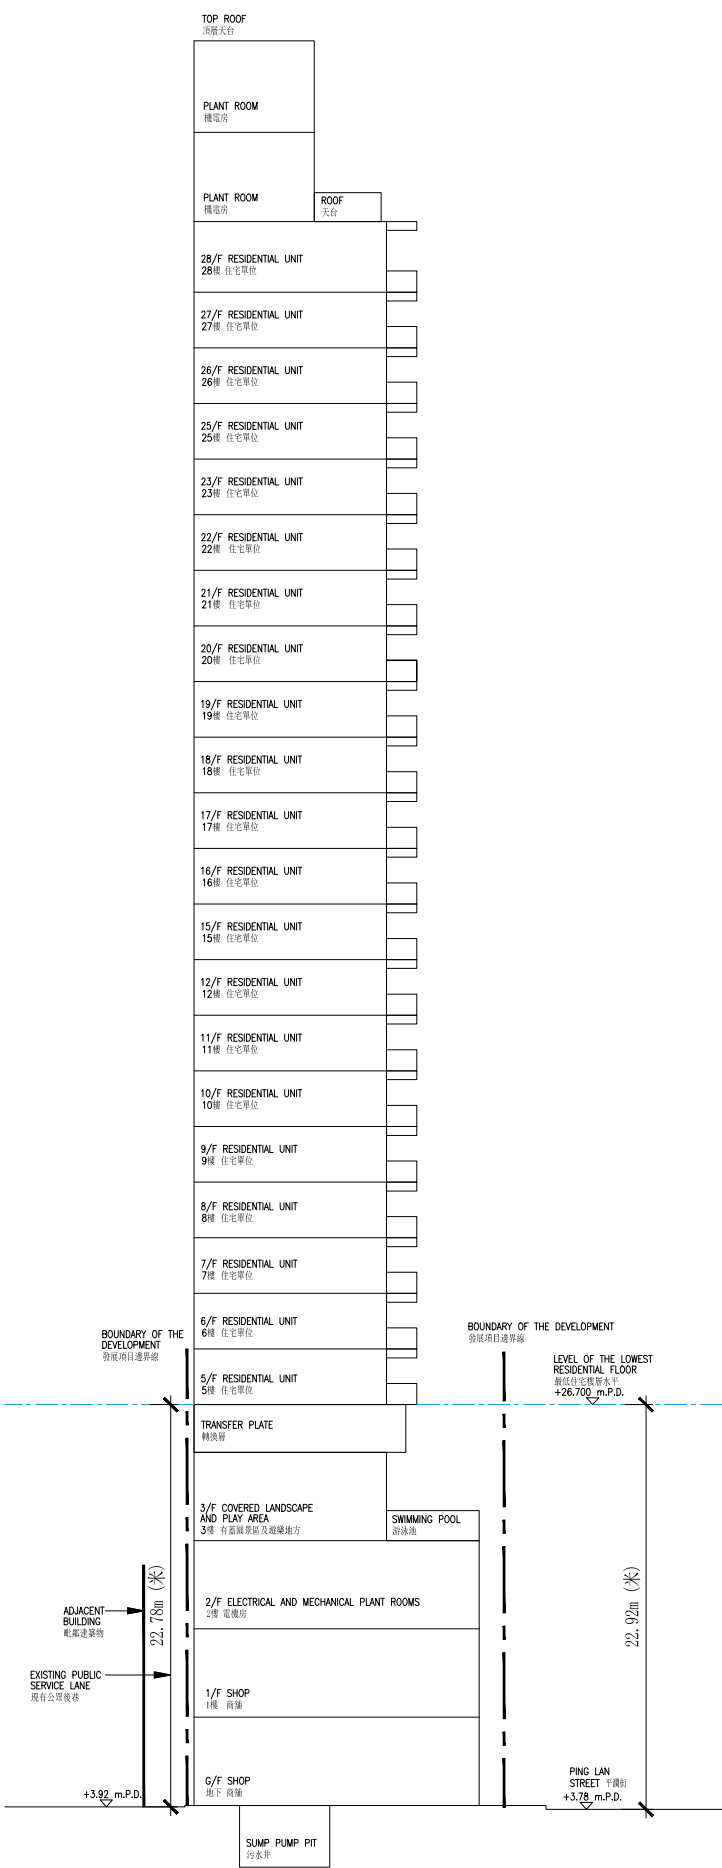 TOP ROOF
頂層天台
PLANT ROOM
機電房
PLANT ROOM
機電房
ROOF
天台
28/F RESIDENTIAL UNIT
28樓 住宅單位
27/F RESIDENTIAL UNIT
27樓 住宅單位
26/F RESIDENTIAL UNIT
26樓 住宅單位
25/F RESIDENTIAL UNIT
25樓 住宅單位
23/F RESIDENTIAL UNIT
23樓 住宅單位
22/F RESIDENTIAL UNIT
22樓 住宅單位
21/F RESIDENTIAL UNIT
21樓 住宅單位
20/F RESIDENTIAL UNIT
20樓 住宅單位
19/F RESIDENTIAL UNIT
19樓 住宅單位
18/F RESIDENTIAL UNIT
18樓 住宅單位
17/F RESIDENTIAL UNIT
17樓 住宅單位
16/F RESIDENTIAL UNIT
16樓 住宅單位
15/F RESIDENTIAL UNIT
15樓 住宅單位
12/F RESIDENTIAL UNIT
12樓 住宅單位
11/F RESIDENTIAL UNIT
11樓 住宅單位
10/F RESIDENTIAL UNIT
10樓 住宅單位
9/F RESIDENTIAL UNIT
9樓 住宅單位
8/F RESIDENTIAL UNIT
8樓 住宅單位
7/F RESIDENTIAL UNIT
7樓 住宅單位
6/F RESIDENTIAL UNIT
6樓 住宅單位
BOUNDARY OF THE
DEVELOPMENT
發展項目邊界線
BOUNDARY OF THE DEVELOPMENT
發展項目邊界線
5/F RESIDENTIAL UNIT
5樓 住宅單位
LEVEL OF THE LOWEST
RESIDENTIAL FLOOR
最低住宅樓層水平
+26.700 m.P.D.
TRANSFER PLATE
轉換層
3/F COVERED LANDSCAPE
AND PLAY AREA
3樓 有蓋園景區及遊樂地方
SWIMMING POOL
游泳池
2/F ELECTRICAL AND MECHANICAL PLANT ROOMS
2樓 電機房
ADJACENT
BUILDING
毗鄰建築物
22.78m (米)
22.92m (米)
EXISTING PUBLIC
SERVICE LANE
現有公眾後巷
1/F SHOP
1樓 商舖
G/F SHOP
地下 商舖
+3.92 m.P.D.
PING LAN
STREET 平瀾街
+3.78 m.P.D.
SUMP PUMP PIT
污水井